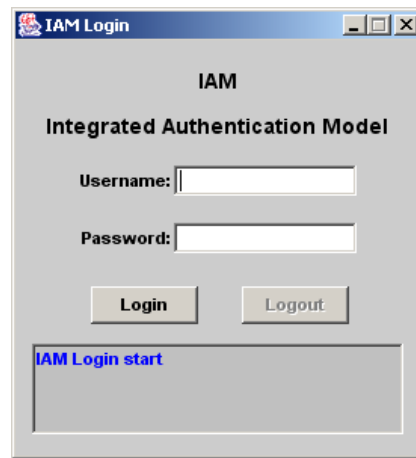 IAM Login
IAM
Integrated Authentication Model
Username:
Password:
Login Logout
IAM Login start